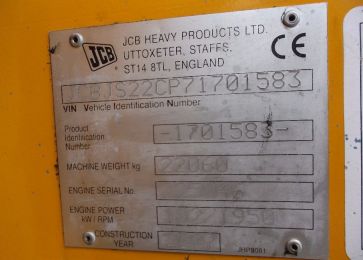 JCB
JCB HEAVY PRODUCTS LTD.
UTTOXETER, STAFFS.
ST14 8TL, ENGLAND
CE
JCBJS22CP71701583
VIN Vehicle Identification Number
Product
Identification
Number
-1701583-
MACHINE WEIGHT kg
22060
ENGINE SERIAL No.
ENGINE POWER
kW / RPM
CONSTRUCTION
YEAR